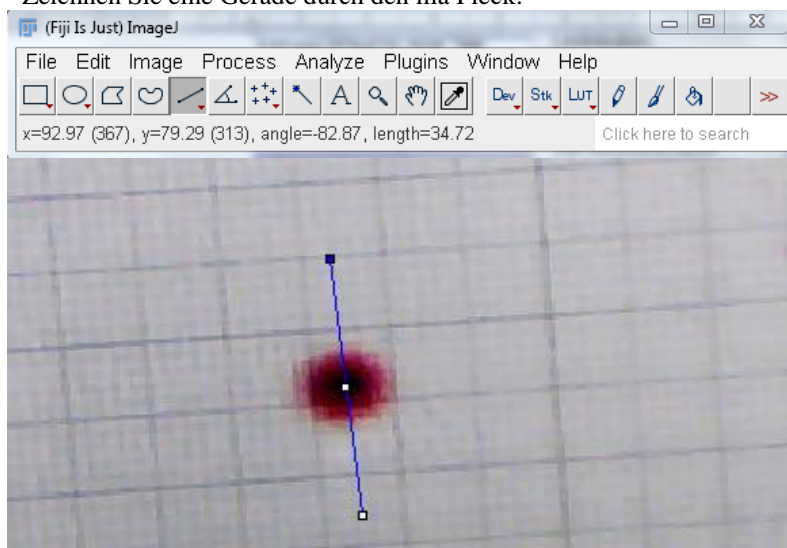 Zeichnen Sie eine Gerade durch den lila Fleck.
(Fiji Is Just) ImageJ
File Edit Image Process Analyze Plugins Window Help
A Dev Stk LUT >>
x=92.97 (367), y=79.29 (313), angle=-82.87, length=34.72 Click here to search